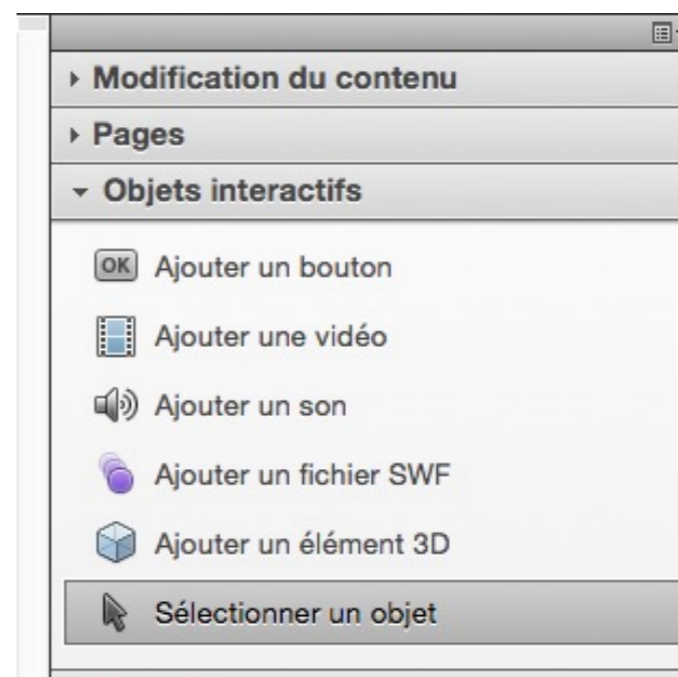 Modification du contenu
Pages
Objets interactifs
OK Ajouter un bouton
Ajouter une vidéo
Ajouter un son
Ajouter un fichier SWF
Ajouter un élément 3D
Sélectionner un objet